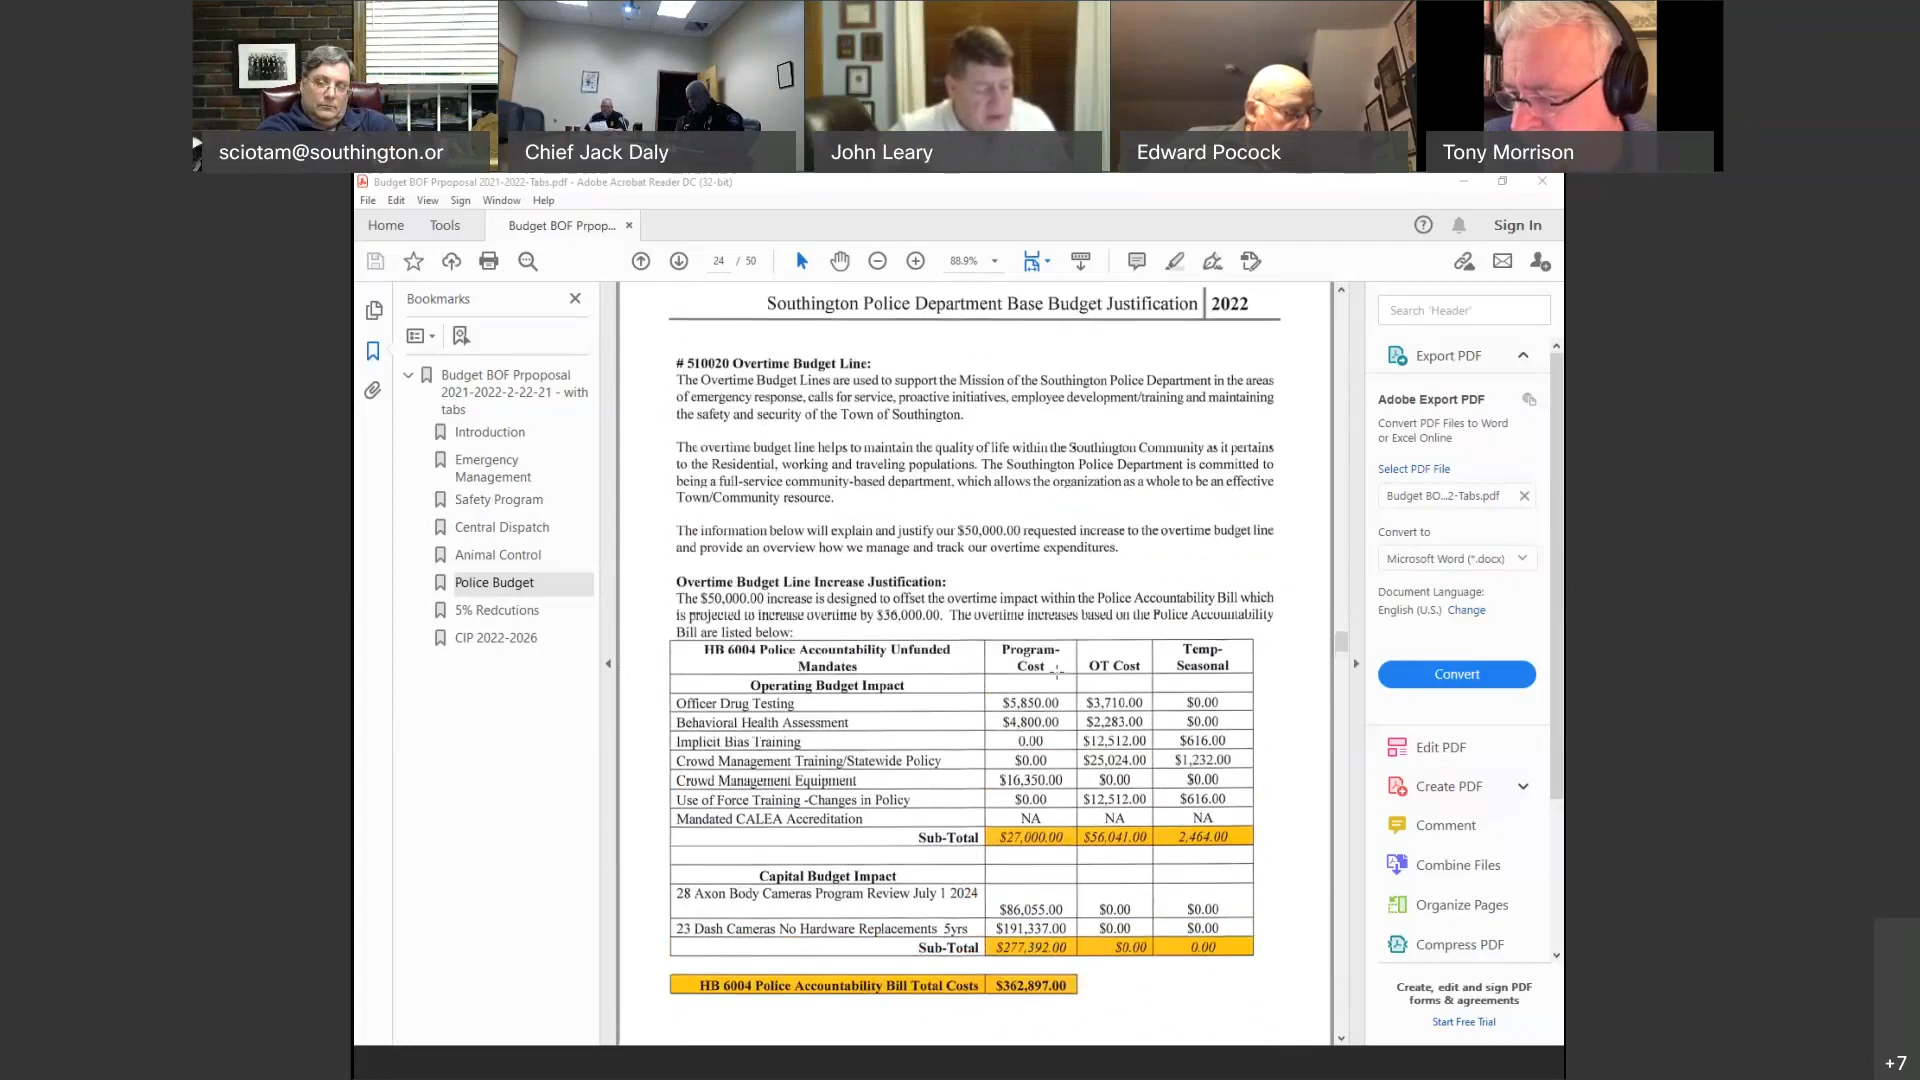 sciotam@southington.or
Chief Jack Daly
John Leary
Edward Pocock
Tony Morrison
Budget BOF Prpoposal 2021-2022-Tabs.pdf - Adobe Acrobat Reader DC (32-bit)
File Edit View Sign Window Help
Home Tools Budget BOF Prpop... ×
Sign In
24 / 50
88.9%
Bookmarks
Budget BOF Prpoposal
2021-2022-2-22-21 - with
tabs
Introduction
Emergency
Management
Safety Program
Central Dispatch
Animal Control
Police Budget
5% Redcutions
CIP 2022-2026
Southington Police Department Base Budget Justification 2022
# 510020 Overtime Budget Line:
The Overtime Budget Lines are used to support the Mission of the Southington Police Department in the areas
of emergency response, calls for service, proactive initiatives, employee development/training and maintaining
the safety and security of the Town of Southington.
The overtime budget line helps to maintain the quality of life within the Southington Community as it pertains
to the Residential, working and traveling populations. The Southington Police Department is committed to
being a full-service community-based department, which allows the organization as a whole to be an effective
Town/Community resource.
The information below will explain and justify our $50,000.00 requested increase to the overtime budget line
and provide an overview how we manage and track our overtime expenditures.
Overtime Budget Line Increase Justification:
The $50,000.00 increase is designed to offset the overtime impact within the Police Accountability Bill which
is projected to increase overtime by $36,000.00. The overtime increases based on the Police Accountability
Bill are listed below:
HB 6004 Police Accountability Unfunded Program- Temp-
Mandates Cost OT Cost Seasonal
Operating Budget Impact
Officer Drug Testing $5,850.00 $3,710.00 $0.00
Behavioral Health Assessment $4,800.00 $2,283.00 $0.00
Implicit Bias Training 0.00 $12,512.00 $616.00
Crowd Management Training/Statewide Policy $0.00 $25,024.00 $1,232.00
Crowd Management Equipment $16,350.00 $0.00 $0.00
Use of Force Training -Changes in Policy $0.00 $12,512.00 $616.00
Mandated CALEA Accreditation NA NA NA
Sub-Total $27,000.00 $56,041.00 2,464.00
Capital Budget Impact
28 Axon Body Cameras Program Review July 1 2024
$86,055.00 $0.00 $0.00
23 Dash Cameras No Hardware Replacements 5yrs $191,337.00 $0.00 $0.00
Sub-Total $277,392.00 $0.00 0.00
HB 6004 Police Accountability Bill Total Costs $362,897.00
Search 'Header'
Export PDF
Adobe Export PDF
Convert PDF Files to Word
or Excel Online
Select PDF File
Budget BO...2-Tabs.pdf
Convert to
Microsoft Word (*.docx)
Document Language:
English (U.S.) Change
Convert
Edit PDF
Create PDF
Comment
Combine Files
Organize Pages
Compress PDF
Create, edit and sign PDF
forms & agreements
Start Free Trial
+7